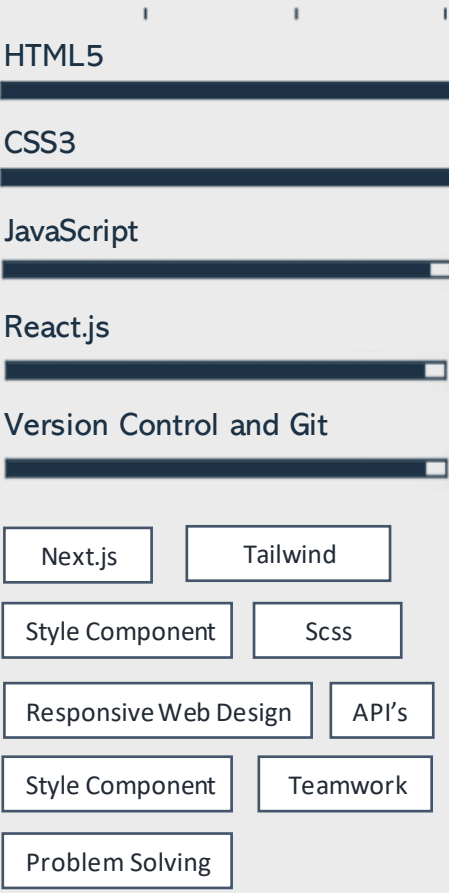 HTML5
CSS3
JavaScript
React.js
Version Control and Git
Next.js
Tailwind
Style Component
Scss
Responsive Web Design
API’s
Style Component
Teamwork
Problem Solving